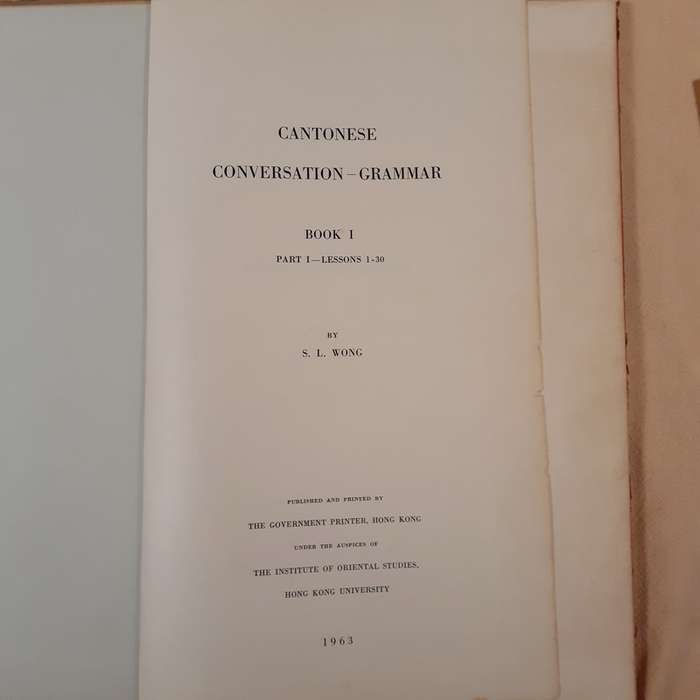 CANTONESE
CONVERSATION–GRAMMAR
BOOK I
PART I—LESSONS 1-30
BY
S. L. WONG
PUBLISHED AND PRINTED BY
THE GOVERNMENT PRINTER, HONG KONG
UNDER THE AUSPICES OF
THE INSTITUTE OF ORIENTAL STUDIES,
HONG KONG UNIVERSITY
1963